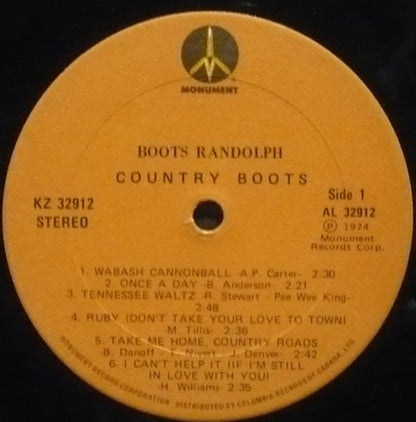 MONUMENT
BOOTS RANDOLPH
COUNTRY BOOTS
KZ 32912
STEREO
Side 1
AL 32912
Ⓟ 1974
Monument
Records Corp.
1. WABASH CANNONBALL -A.P. Carter- 2:30
2. ONCE A DAY -B. Anderson- 2:21
3. TENNESSEE WALTZ -R. Stewart - Pee Wee King-
2:48
4. RUBY (DON'T TAKE YOUR LOVE TO TOWN)
-M. Tillis- 2:36
5. TAKE ME HOME, COUNTRY ROADS
-B. Danoff - T. Nivert - J. Denver- 2:42
6. I CAN'T HELP IT (IF I'M STILL
IN LOVE WITH YOU)
-H. Williams- 2:35
MONUMENT RECORD CORPORATION DISTRIBUTED BY COLUMBIA RECORDS OF CANADA, LTD.